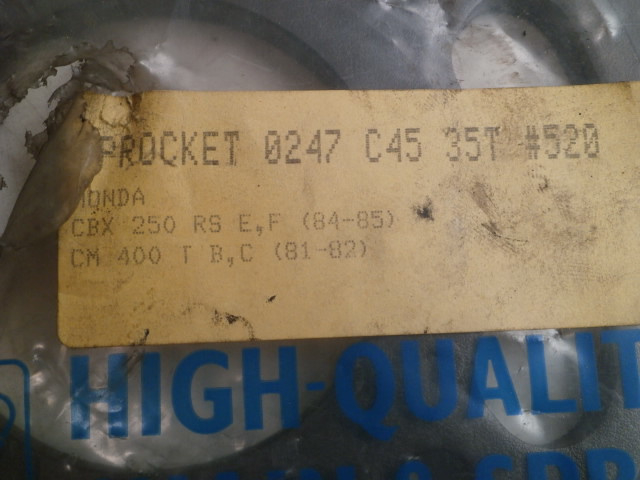 PROCKET 0247 C45 35T #520
HONDA
CBX 250 RS E,F (84-85)
CM 400 T B,C (81-82)
HIGH-QUALIT